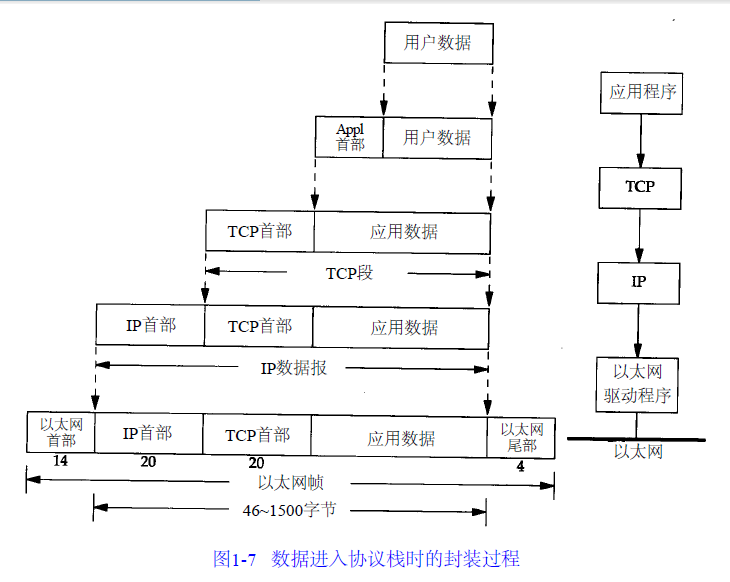 用户数据
Appl
首部
用户数据
应用程序
TCP首部
应用数据
TCP
TCP段
IP首部
TCP首部
应用数据
IP
IP数据报
以太网
驱动程序
以太网
首部
IP首部
TCP首部
应用数据
以太网
尾部
以太网
14
20
20
4
以太网帧
46~1500字节
图1-7 数据进入协议栈时的封装过程